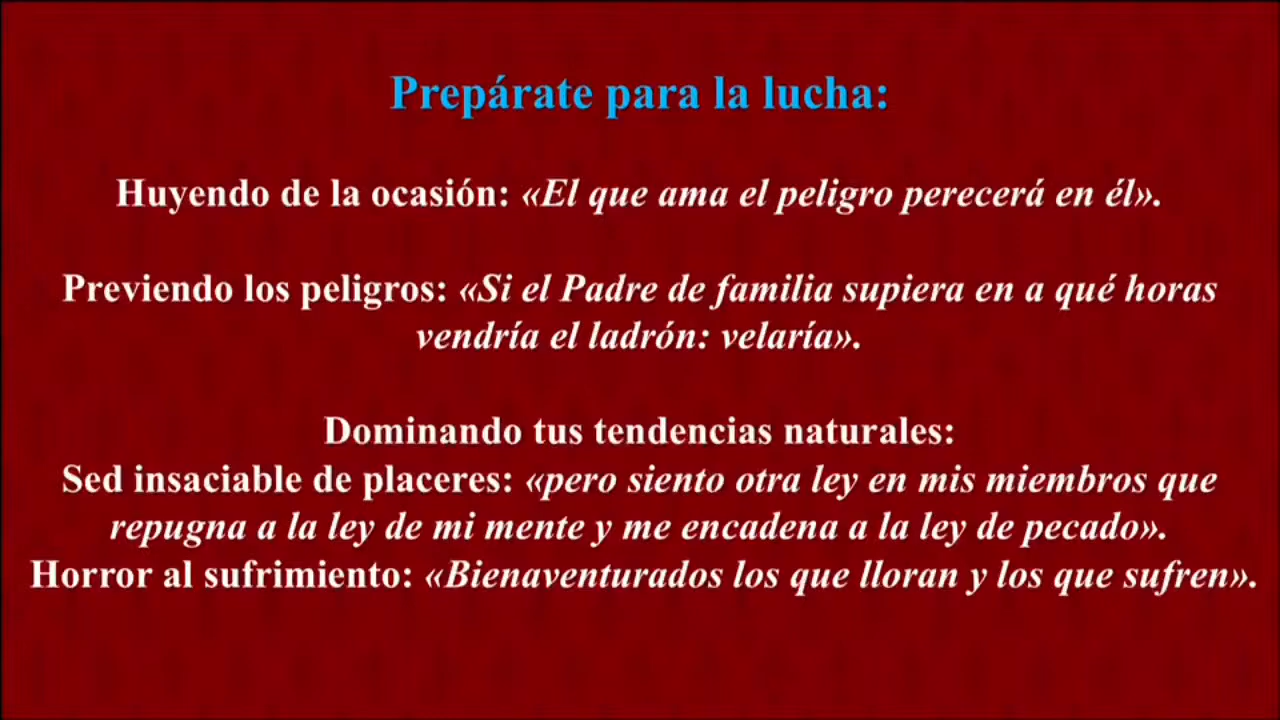 Prepárate para la lucha:
Huyendo de la ocasión: «El que ama el peligro perecerá en él».
Previendo los peligros: «Si el Padre de familia supiera en a qué horas
vendría el ladrón: velaría».
Dominando tus tendencias naturales:
Sed insaciable de placeres: «pero siento otra ley en mis miembros que
repugna a la ley de mi mente y me encadena a la ley de pecado».
Horror al sufrimiento: «Bienaventurados los que lloran y los que sufren».